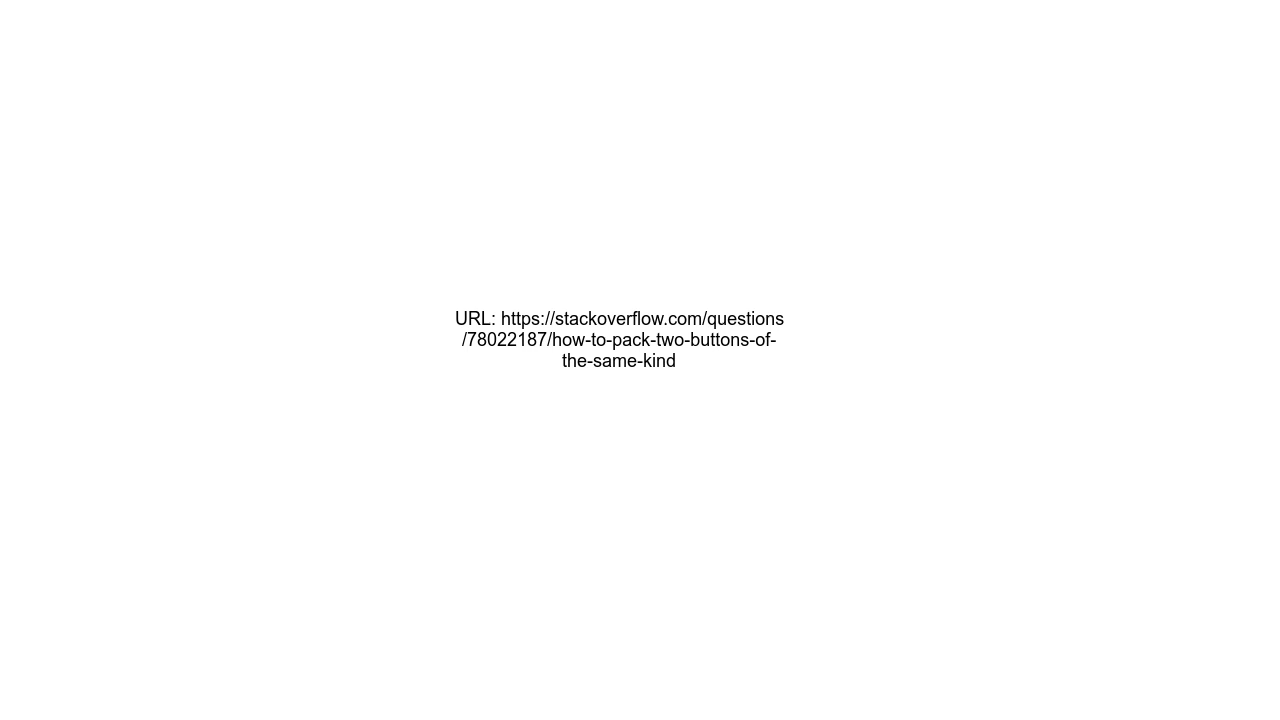 URL: https://stackoverflow.com/questions
/78022187/how-to-pack-two-buttons-of-
the-same-kind